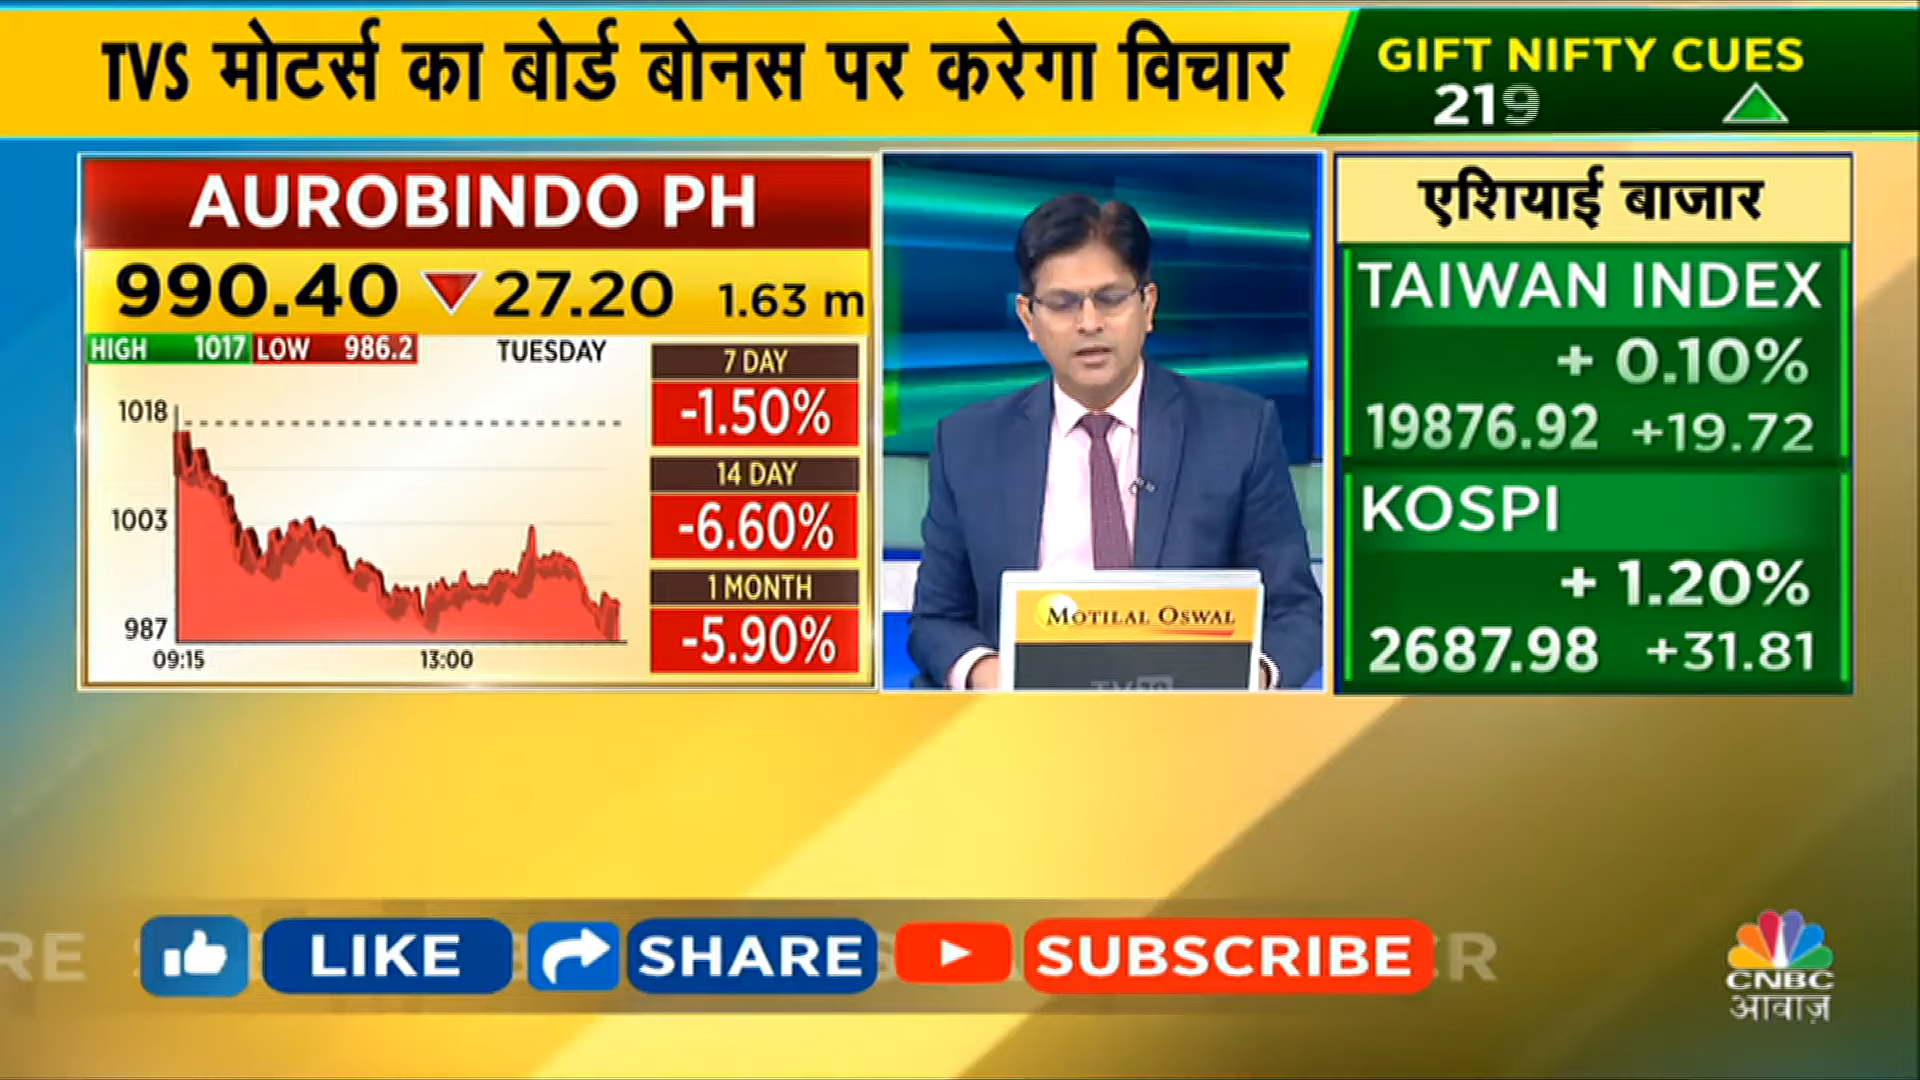 TVS मोटर्स का बोर्ड बोनस पर करेगा विचार
GIFT NIFTY CUES
219
AUROBINDO PH
990.40 27.20 1.63 m
HIGH 1017 LOW 986.2
TUESDAY
1018
1003
987
09:15 13:00
7 DAY
-1.50%
14 DAY
-6.60%
1 MONTH
-5.90%
MOTILAL OSWAL
एशियाई बाजार
TAIWAN INDEX
+ 0.10%
19876.92 +19.72
KOSPI
+ 1.20%
2687.98 +31.81
LIKE SHARE SUBSCRIBE
CNBC
आवाज़